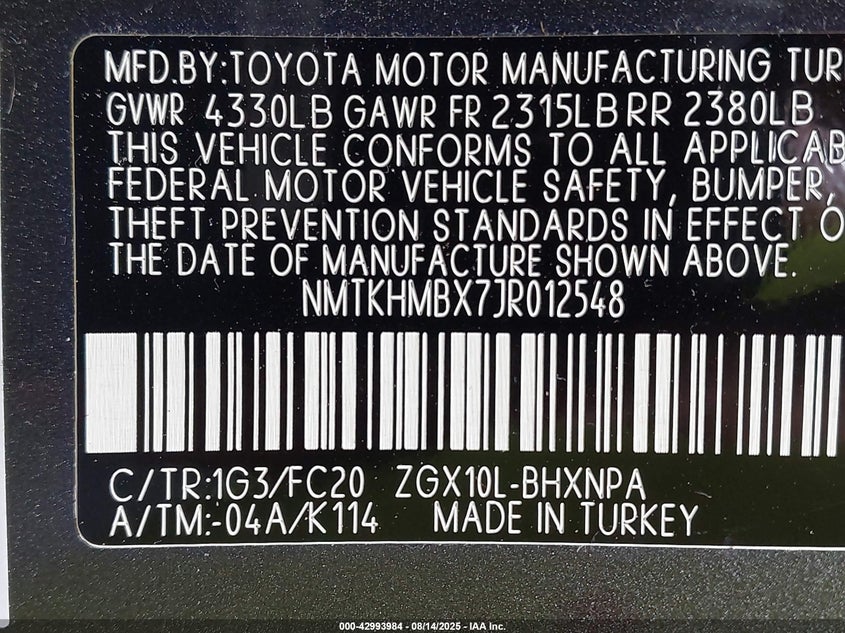 MFD.BY:TOYOTA MOTOR MANUFACTURING TUR
GVWR 4330LB GAWR FR 2315LB RR 2380LB
THIS VEHICLE CONFORMS TO ALL APPLICAB
FEDERAL MOTOR VEHICLE SAFETY, BUMPER,
THEFT PREVENTION STANDARDS IN EFFECT O
THE DATE OF MANUFACTURE SHOWN ABOVE.
NMTKHMBX7JR012548
C/TR:1G3/FC20 ZGX10L-BHXNPA
A/TM:-04A/K114 MADE IN TURKEY
000-42993984 - 08/14/2025 - IAA Inc.